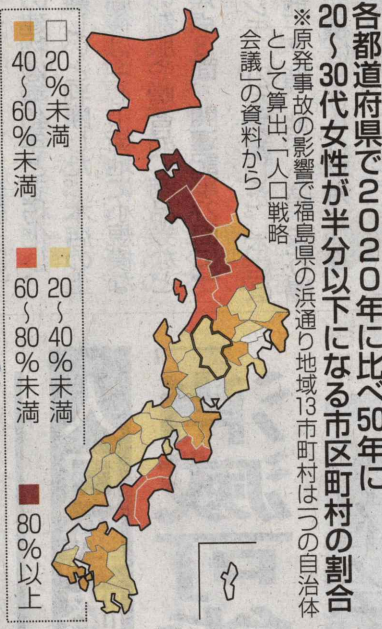 各都道府県で2020年に比べ50年に
20～30代女性が半分以下になる市区町村の割合
※原発事故の影響で福島県の浜通り地域13市町村は一つの自治体
として算出、「人口戦略
会議」の資料から
20%未満
20～40%未満
40～60%未満
60～80%未満
80%以上